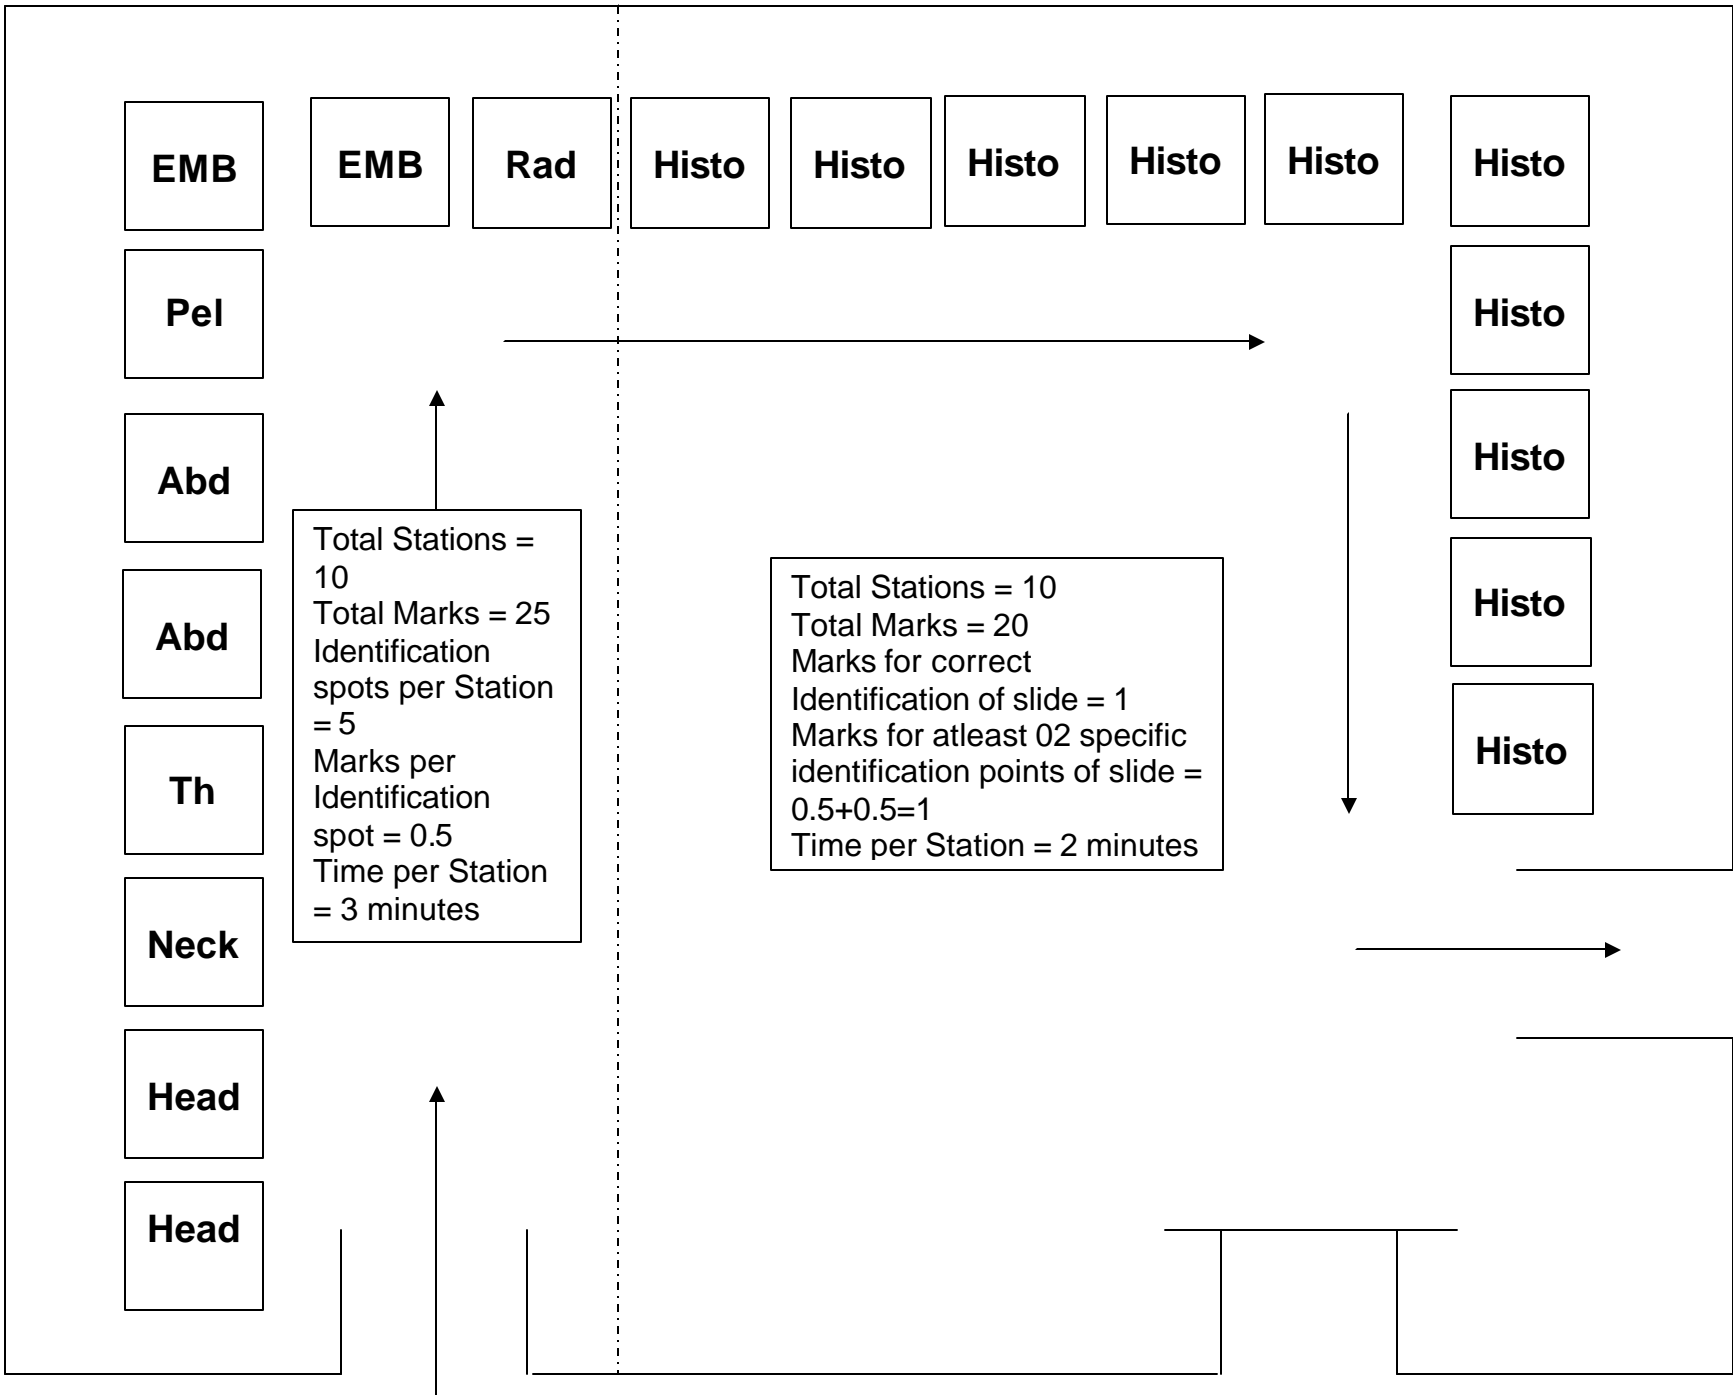 EMB
EMB
Rad
Histo
Histo
Histo
Histo
Histo
Histo
Pel
Histo
Abd
Histo
Abd
Histo
Th
Histo
Neck
Head
Head
Total Stations =
10
Total Marks = 25
Identification
spots per Station
= 5
Marks per
Identification
spot = 0.5
Time per Station
= 3 minutes
Total Stations = 10
Total Marks = 20
Marks for correct
Identification of slide = 1
Marks for atleast 02 specific
identification points of slide =
0.5+0.5=1
Time per Station = 2 minutes